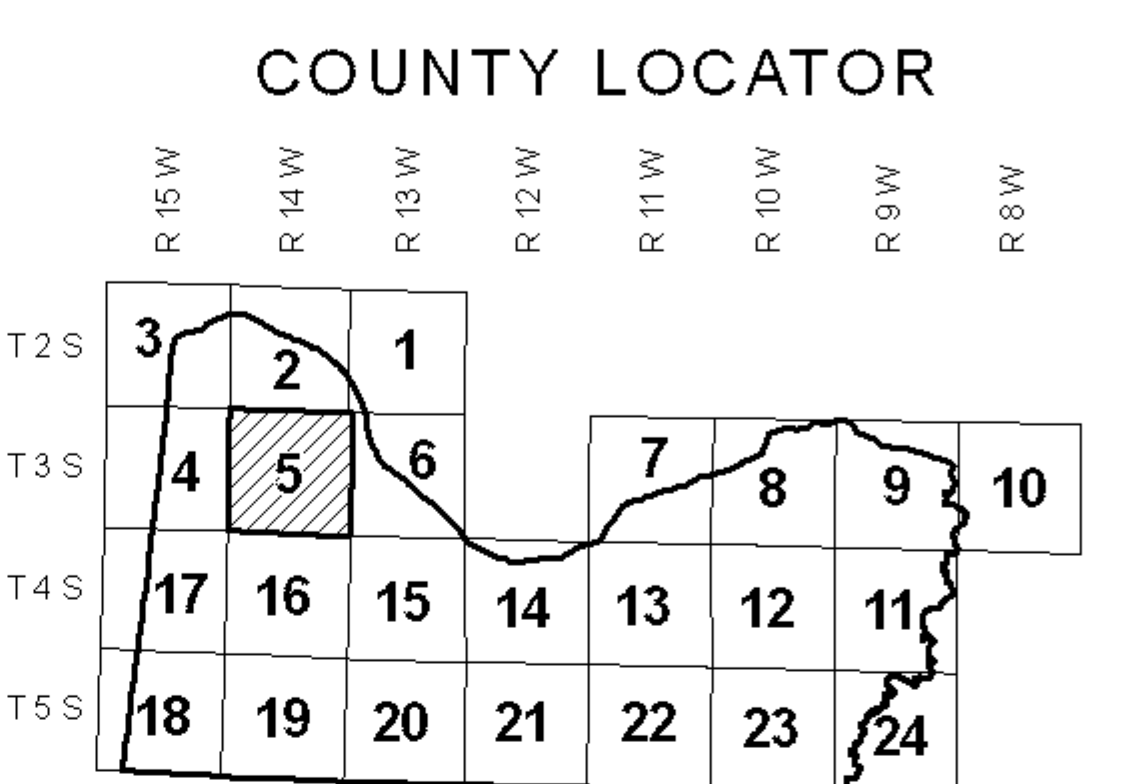 COUNTY LOCATOR
R 15 W R 14 W R 13 W R 12 W R 11 W R 10 W R 9 W R 8 W
T 2 S 3 2 1
T 3 S 4 5 6 7 8 9 10
T 4 S 17 16 15 14 13 12 11
T 5 S 18 19 20 21 22 23 24